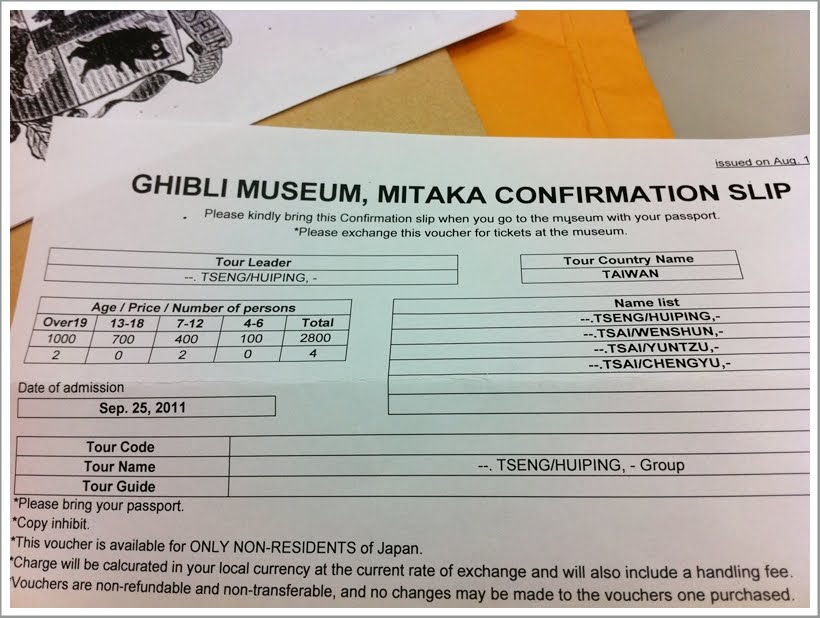 issued on Aug. 1
GHIBLI MUSEUM, MITAKA CONFIRMATION SLIP
Please kindly bring this Confirmation slip when you go to the museum with your passport.
*Please exchange this voucher for tickets at the museum.
Tour Leader
--. TSENG/HUIPING, -
Tour Country Name
TAIWAN
Age / Price / Number of persons
Over19 13-18 7-12 4-6 Total
1000 700 400 100 2800
2 0 2 0 4
Name list
--.TSENG/HUIPING,-
--.TSAI/WENSHUN,-
--.TSAI/YUNTZU,-
--.TSAI/CHENGYU,-
Date of admission
Sep. 25, 2011
Tour Code
Tour Name --. TSENG/HUIPING, - Group
Tour Guide
*Please bring your passport.
*Copy inhibit.
*This voucher is available for ONLY NON-RESIDENTS of Japan.
*Charge will be calcurated in your local currency at the current rate of exchange and will also include a handling fee.
*Vouchers are non-refundable and non-transferable, and no changes may be made to the vouchers one purchased.